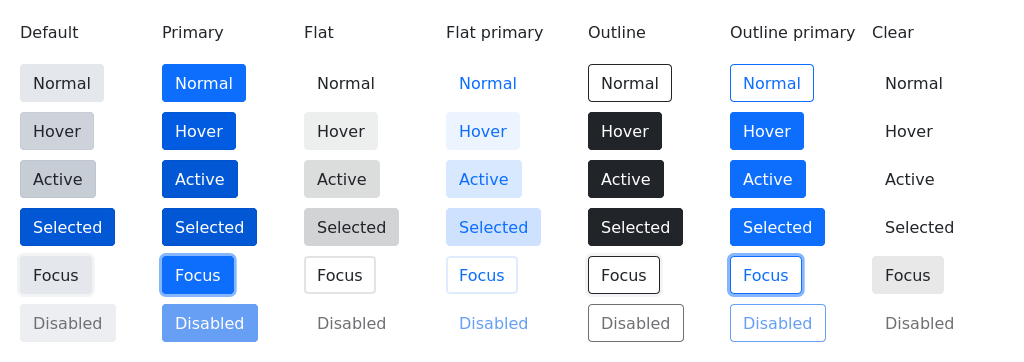 Default Primary Flat Flat primary Outline Outline primary Clear
Normal Normal Normal Normal Normal Normal Normal
Hover Hover Hover Hover Hover Hover Hover
Active Active Active Active Active Active Active
Selected Selected Selected Selected Selected Selected Selected
Focus Focus Focus Focus Focus Focus Focus
Disabled Disabled Disabled Disabled Disabled Disabled Disabled